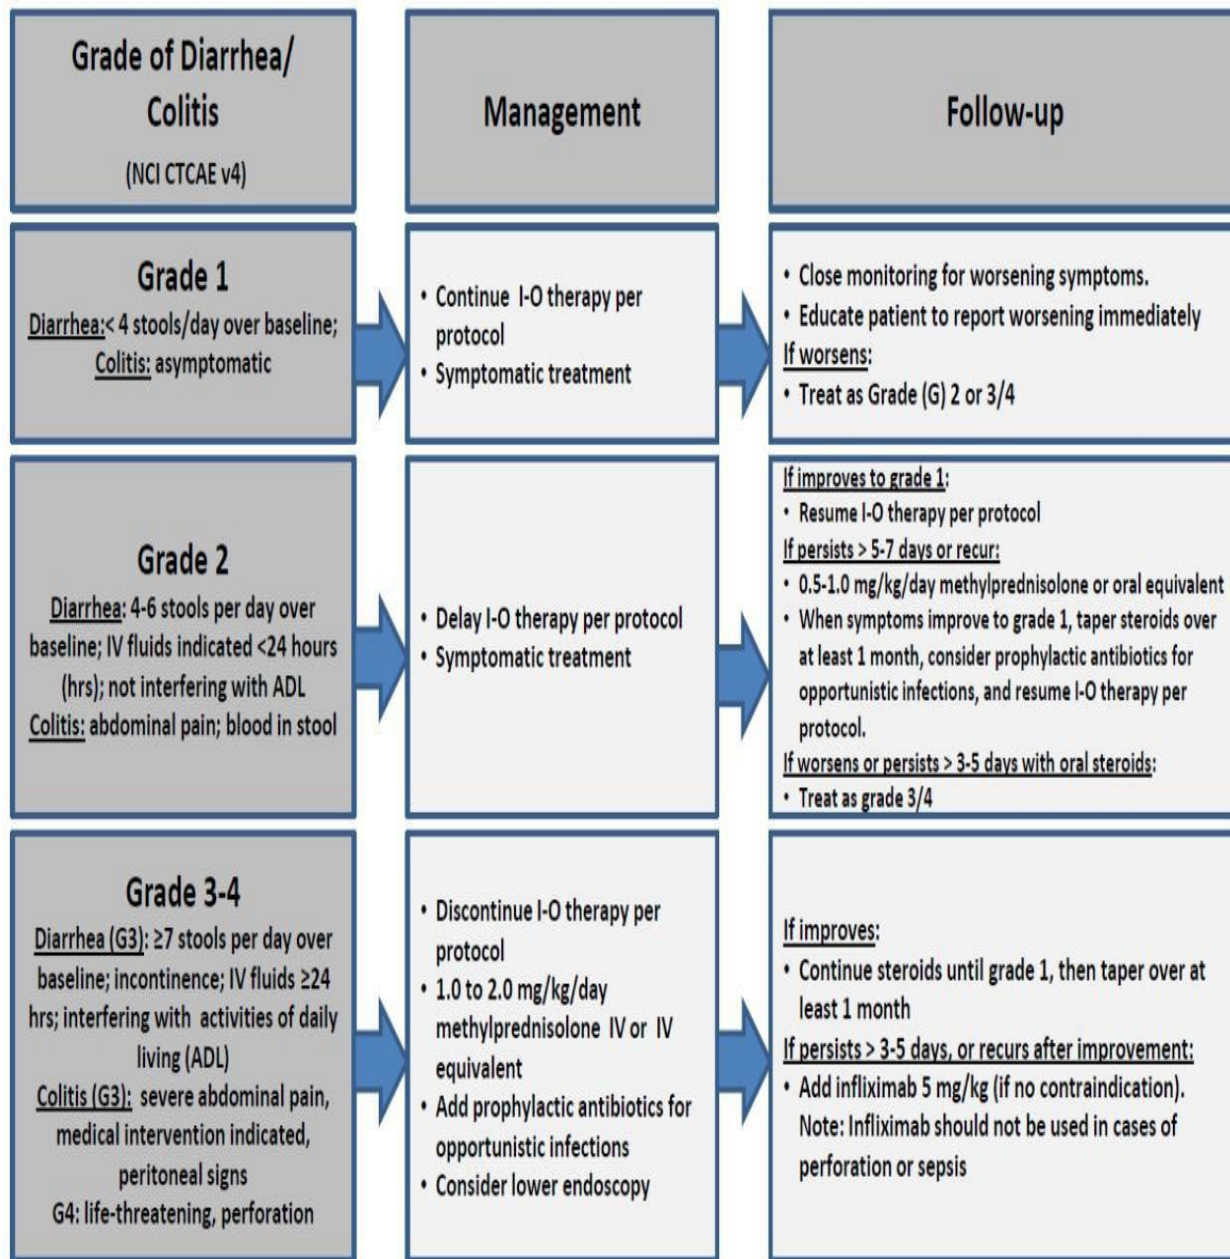 Grade of Diarrhea/
Colitis
(NCI CTCAE v4)
Management
Follow-up
Grade 1
Diarrhea:< 4 stools/day over baseline;
Colitis: asymptomatic
• Continue I-O therapy per
protocol
• Symptomatic treatment
• Close monitoring for worsening symptoms.
• Educate patient to report worsening immediately
If worsens:
• Treat as Grade (G) 2 or 3/4
Grade 2
Diarrhea: 4-6 stools per day over
baseline; IV fluids indicated <24 hours
(hrs); not interfering with ADL
Colitis: abdominal pain; blood in stool
• Delay I-O therapy per protocol
• Symptomatic treatment
If improves to grade 1:
• Resume I-O therapy per protocol
If persists > 5-7 days or recur:
• 0.5-1.0 mg/kg/day methylprednisolone or oral equivalent
• When symptoms improve to grade 1, taper steroids over
at least 1 month, consider prophylactic antibiotics for
opportunistic infections, and resume I-O therapy per
protocol.
If worsens or persists > 3-5 days with oral steroids:
• Treat as grade 3/4
Grade 3-4
Diarrhea (G3): ≥7 stools per day over
baseline; incontinence; IV fluids ≥24
hrs; interfering with activities of daily
living (ADL)
Colitis (G3): severe abdominal pain,
medical intervention indicated,
peritoneal signs
G4: life-threatening, perforation
• Discontinue I-O therapy per
protocol
• 1.0 to 2.0 mg/kg/day
methylprednisolone IV or IV
equivalent
• Add prophylactic antibiotics for
opportunistic infections
• Consider lower endoscopy
If improves:
• Continue steroids until grade 1, then taper over at
least 1 month
If persists > 3-5 days, or recurs after improvement:
• Add infliximab 5 mg/kg (if no contraindication).
Note: Infliximab should not be used in cases of
perforation or sepsis